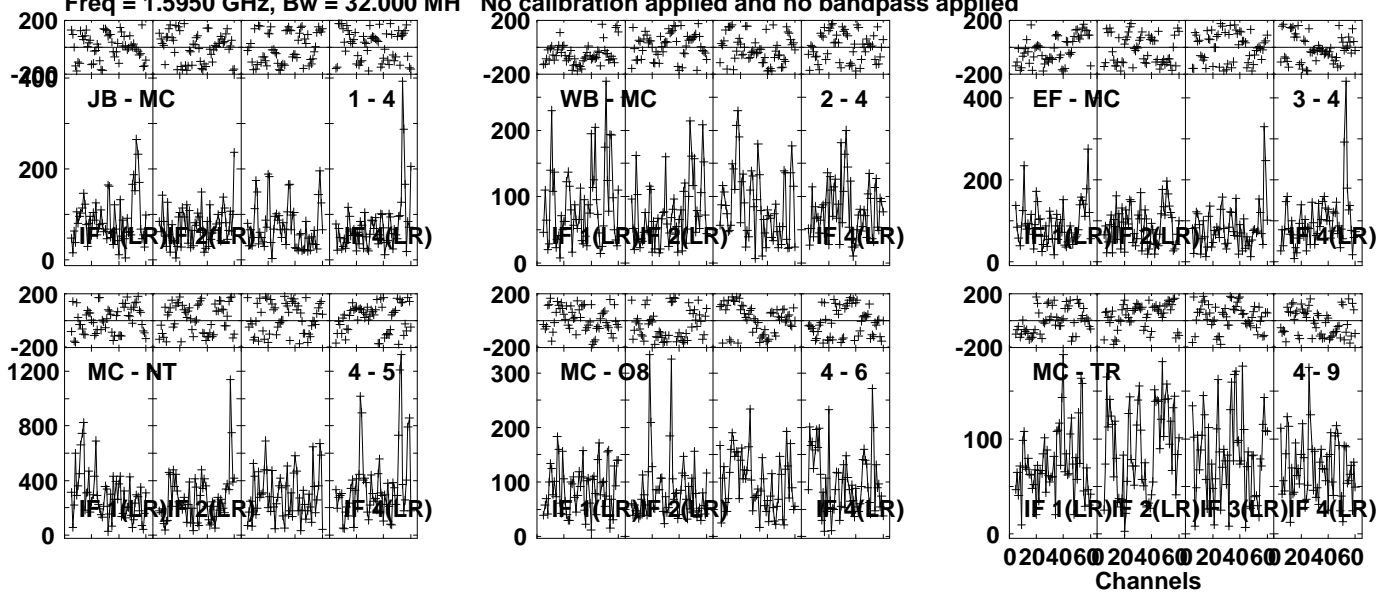 Freq = 1.5950 GHz, Bw = 32.000 MH No calibration applied and no bandpass applied
200 200 200
-200 -200 -200
400 JB - MC 1 - 4 WB - MC 2 - 4 400 EF - MC 3 - 4
200 200 200
100
IF 1(LR) IF 2(LR) IF 4(LR) IF 1(LR) IF 2(LR) IF 4(LR) IF 1(LR) IF 2(LR) IF 4(LR)
0 0 0
200 200 200
-200 -200 -200
1200 MC - NT 4 - 5 300 MC - O8 4 - 6 MC - TR 4 - 9
800 200 100
400 100
IF 1(LR) IF 2(LR) IF 4(LR) IF 1(LR) IF 2(LR) IF 4(LR) IF 1(LR) IF 2(LR) IF 3(LR) IF 4(LR)
0 0 0
0 20 40 60 0 20 40 60 0 20 40 60 0 20 40 60
Channels